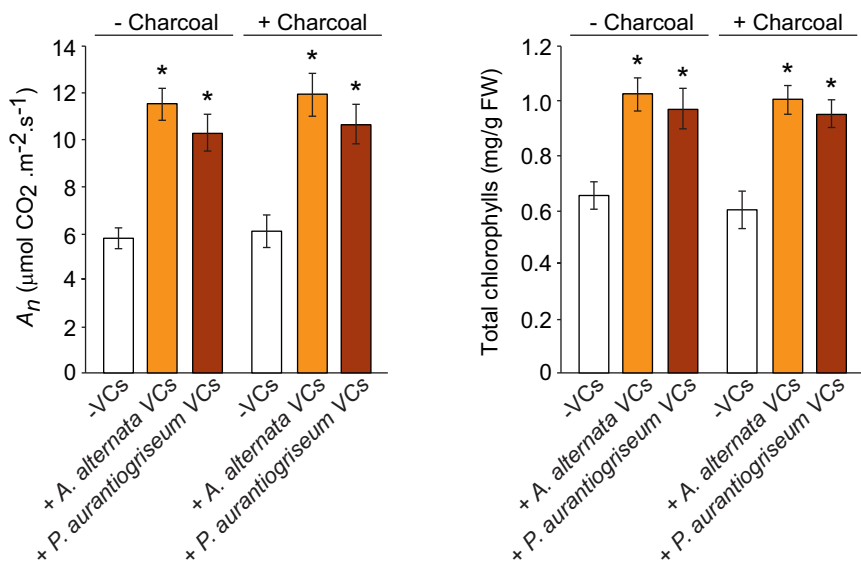 - Charcoal
+ Charcoal
14
12
10
8
6
4
2
0
An (μmol CO2 .m-2.s-1)
*
*
*
*
-VCs
+ A. alternata VCs
+ P. aurantiogriseum VCs
-VCs
+ A. alternata VCs
+ P. aurantiogriseum VCs
- Charcoal
+ Charcoal
1.2
1.0
0.8
0.6
0.4
0.2
0
Total chlorophylls (mg/g FW)
*
*
*
*
-VCs
+ A. alternata VCs
+ P. aurantiogriseum VCs
-VCs
+ A. alternata VCs
+ P. aurantiogriseum VCs